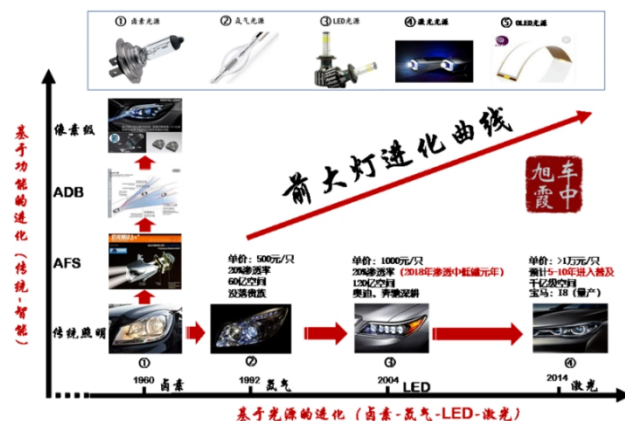 ① 卤素光源
② 氙气光源
③ LED光源
④ 激光光源
⑤ OLED光源
基于功能的进化（传统-智能）
像素级
ADB
AFS
传统照明
前大灯进化曲线
车中旭霞
单价：500元/只
20%渗透率
60亿空间
没落贵族
单价：1000元/只
20%渗透率（2018年渗透中低端元年）
120亿空间
奥迪、奔驰深耕
单价：>1万元/只
预计5-10年进入普及
千亿级空间
宝马：I8（量产）
①
②
③
④
1960 卤素
1992 氙气
2004 LED
2014 激光
基于光源的进化（卤素-氙气-LED-激光）